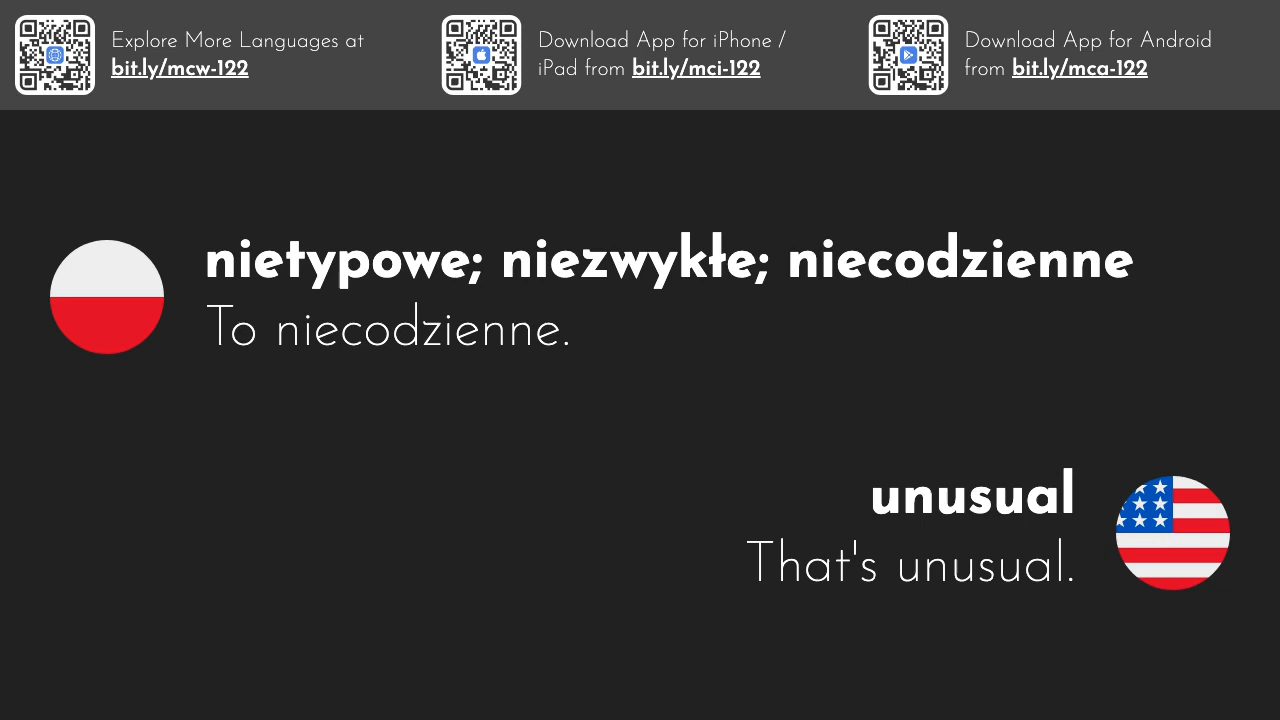 Explore More Languages at
bit.ly/mcw-122
Download App for iPhone /
iPad from bit.ly/mci-122
Download App for Android
from bit.ly/mca-122
nietypowe; niezwykłe; niecodzienne
To niecodzienne.
unusual
That's unusual.